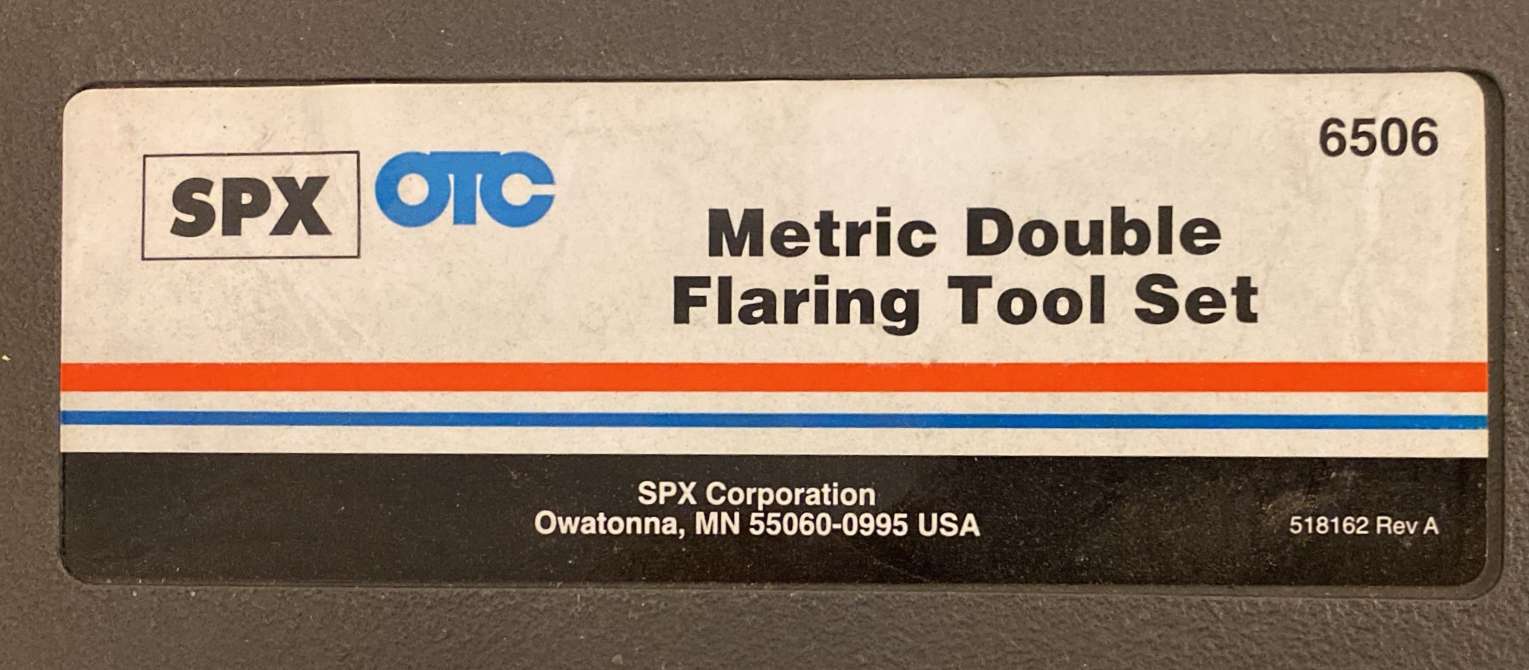 6506
SPX OTC
Metric Double
Flaring Tool Set
SPX Corporation
Owatonna, MN 55060-0995 USA
518162 Rev A